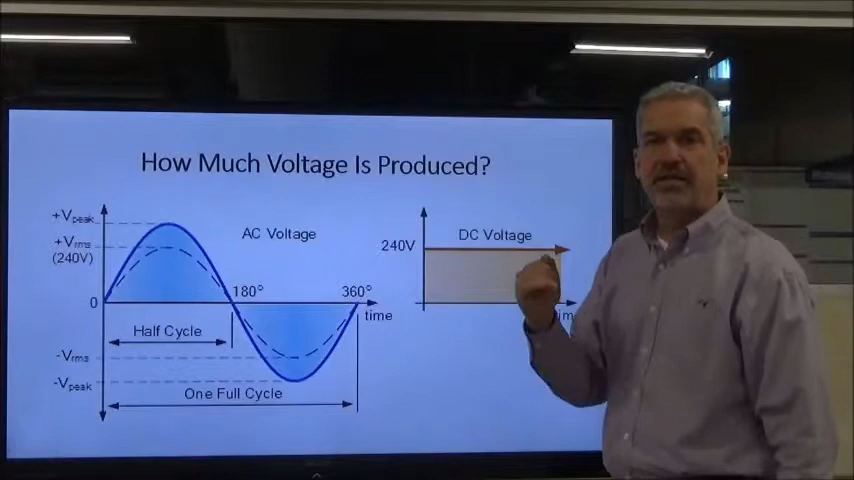 How Much Voltage Is Produced?
+Vpeak
+Vrms
(240V)
0
-Vrms
-Vpeak
AC Voltage
180°
360°
time
Half Cycle
One Full Cycle
240V
DC Voltage